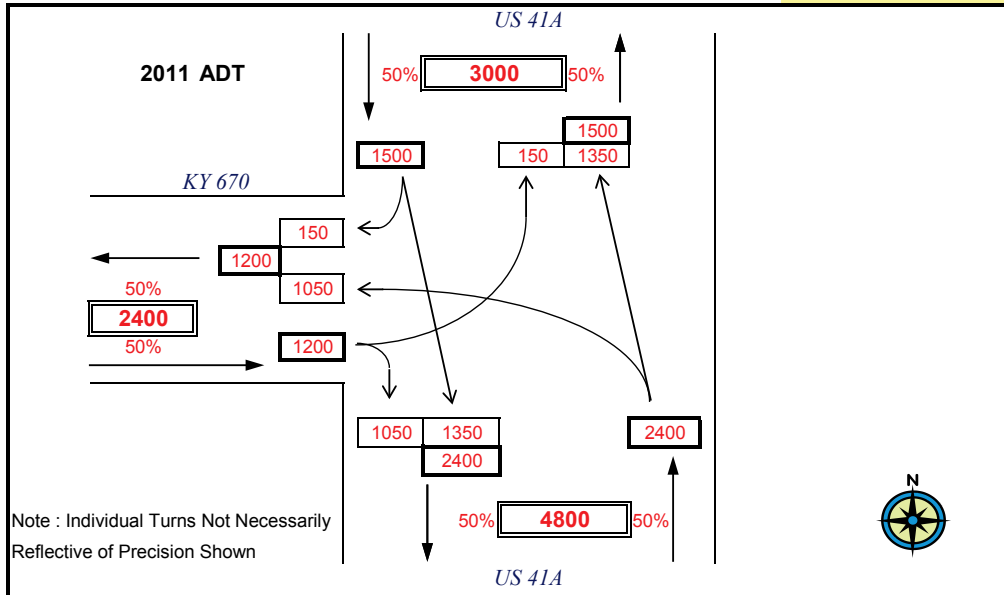 US 41A
2011 ADT
50% 3000 50%
1500
1500
150 1350
KY 670
150
1200
1050
50%
2400
50%
1200
1050 1350
2400
2400
Note : Individual Turns Not Necessarily
Reflective of Precision Shown
50% 4800 50%
N
US 41A